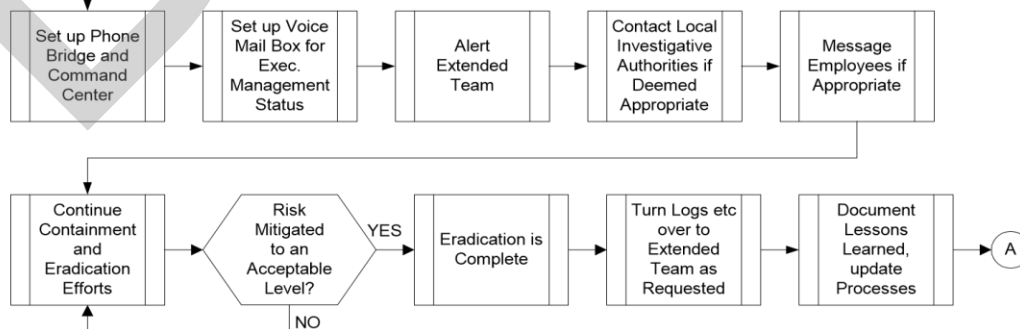 Set up Phone
Bridge and
Command
Center
Set up Voice
Mail Box for
Exec.
Management
Status
Alert
Extended
Team
Contact Local
Investigative
Authorities if
Deemed
Appropriate
Message
Employees if
Appropriate
Continue
Containment
and
Eradication
Efforts
Risk
Mitigated
to an
Acceptable
Level?
YES
NO
Eradication is
Complete
Turn Logs etc
over to
Extended
Team as
Requested
Document
Lessons
Learned,
update
Processes
A